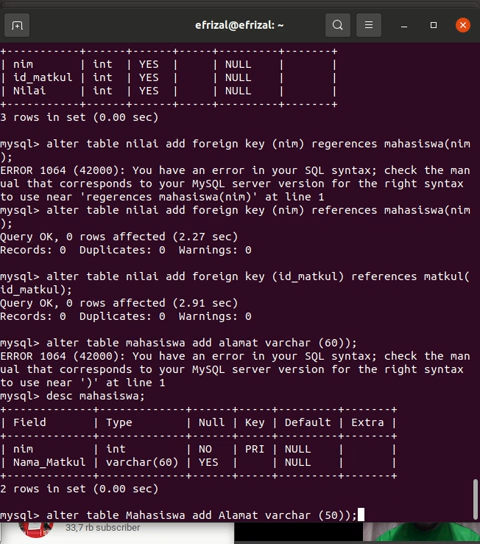 efrizal@efrizal: ~
+-----------+------+------+-----+---------+-------+
| nim       | int  | YES  |     | NULL    |       |
| id_matkul | int  | YES  |     | NULL    |       |
| Nilai     | int  | YES  |     | NULL    |       |
+-----------+------+------+-----+---------+-------+
3 rows in set (0.00 sec)
mysql> alter table nilai add foreign key (nim) regerences mahasiswa(nim
);
ERROR 1064 (42000): You have an error in your SQL syntax; check the man
ual that corresponds to your MySQL server version for the right syntax
to use near 'regerences mahasiswa(nim)' at line 1
mysql> alter table nilai add foreign key (nim) references mahasiswa(nim
);
Query OK, 0 rows affected (2.27 sec)
Records: 0  Duplicates: 0  Warnings: 0
mysql> alter table nilai add foreign key (id_matkul) references matkul(
id_matkul);
Query OK, 0 rows affected (2.91 sec)
Records: 0  Duplicates: 0  Warnings: 0
mysql> alter table mahasiswa add alamat varchar (60));
ERROR 1064 (42000): You have an error in your SQL syntax; check the man
ual that corresponds to your MySQL server version for the right syntax
to use near ')' at line 1
mysql> desc mahasiswa;
+-------------+-------------+------+-----+---------+-------+
| Field       | Type        | Null | Key | Default | Extra |
+-------------+-------------+------+-----+---------+-------+
| nim         | int         | NO   | PRI | NULL    |       |
| Nama_Matkul | varchar(60) | YES  |     | NULL    |       |
+-------------+-------------+------+-----+---------+-------+
2 rows in set (0.00 sec)
mysql> alter table Mahasiswa add Alamat varchar (50));
33,7 rb subscriber